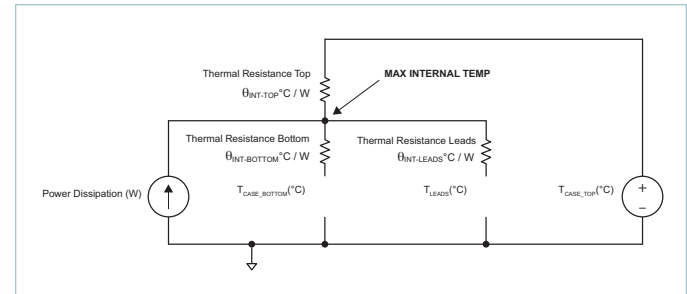 Thermal Resistance Top
θINT-TOP°C / W
MAX INTERNAL TEMP
Thermal Resistance Bottom
θINT-BOTTOM°C / W
Thermal Resistance Leads
θINT-LEADS°C / W
Power Dissipation (W)
TCASE_BOTTOM(°C)
TLEADS(°C)
TCASE_TOP(°C)
+
–